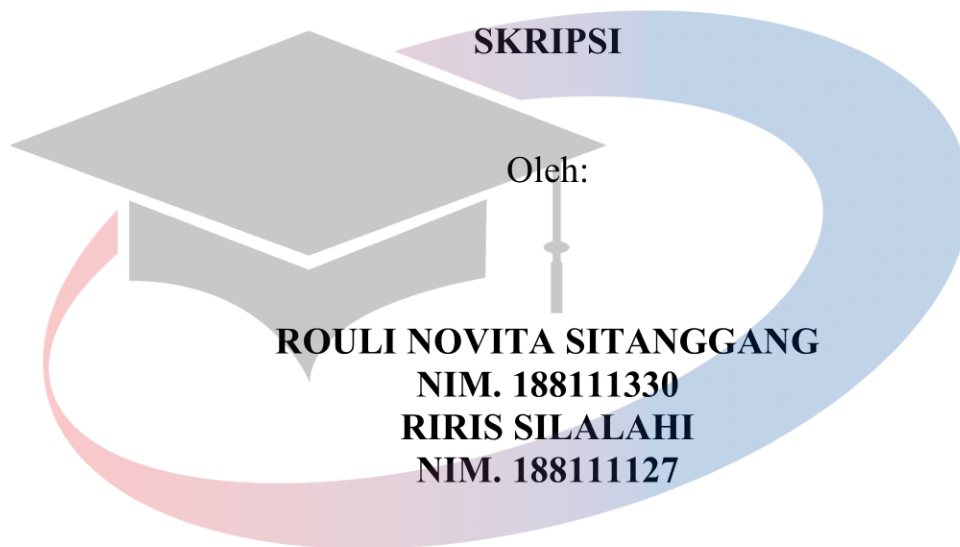 SKRIPSI
Oleh:
ROULI NOVITA SITANGGANG
NIM. 188111330
RIRIS SILALAHI
NIM. 188111127